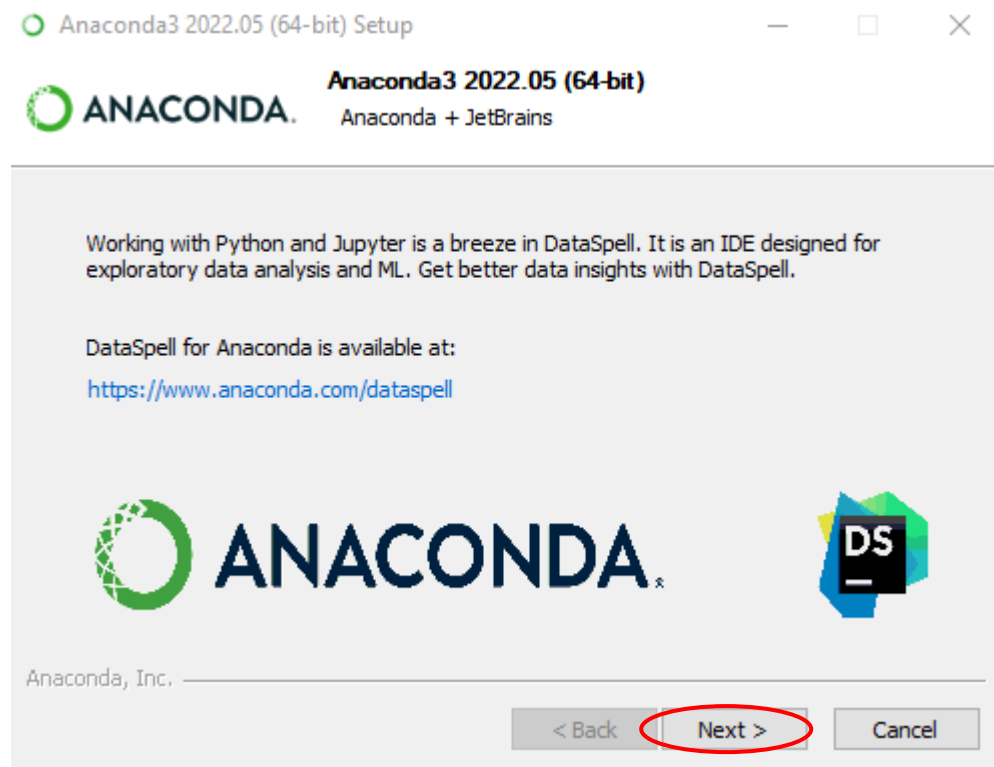 Anaconda3 2022.05 (64-bit) Setup
ANACONDA.
Anaconda3 2022.05 (64-bit)
Anaconda + JetBrains
Working with Python and Jupyter is a breeze in DataSpell. It is an IDE designed for
exploratory data analysis and ML. Get better data insights with DataSpell.
DataSpell for Anaconda is available at:
https://www.anaconda.com/dataspell
ANACONDA®
DS
Anaconda, Inc.
< Back Next > Cancel